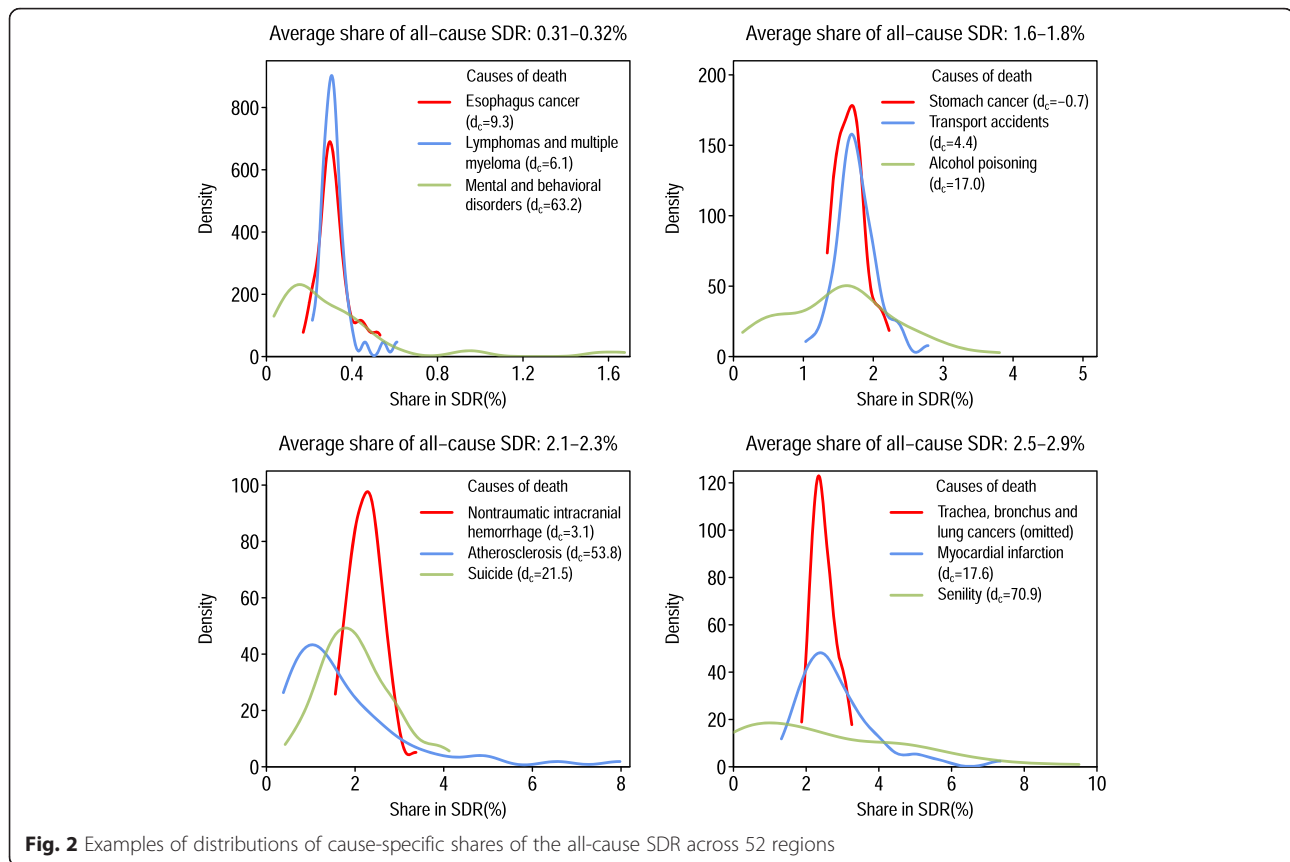 Average share of all−cause SDR: 0.31−0.32%
Causes of death
Esophagus cancer
(dc=9.3)
Lymphomas and multiple
myeloma (dc=6.1)
Mental and behavioral
disorders (dc=63.2)
Density
800
600
400
200
0
0 0.4 0.8 1.2 1.6
Share in SDR(%)
Average share of all−cause SDR: 1.6−1.8%
Causes of death
Stomach cancer (dc=−0.7)
Transport accidents
(dc=4.4)
Alcohol poisoning
(dc=17.0)
Density
200
150
100
50
0
0 1 2 3 4 5
Share in SDR(%)
Average share of all−cause SDR: 2.1−2.3%
Causes of death
Nontraumatic intracranial
hemorrhage (dc=3.1)
Atherosclerosis (dc=53.8)
Suicide (dc=21.5)
Density
100
80
60
40
20
0
0 2 4 6 8
Share in SDR(%)
Average share of all−cause SDR: 2.5−2.9%
Causes of death
Trachea, bronchus and
lung cancers (omitted)
Myocardial infarction
(dc=17.6)
Senility (dc=70.9)
Density
120
100
80
60
40
20
0
0 2 4 6 8 10
Share in SDR(%)
Fig. 2 Examples of distributions of cause-specific shares of the all-cause SDR across 52 regions